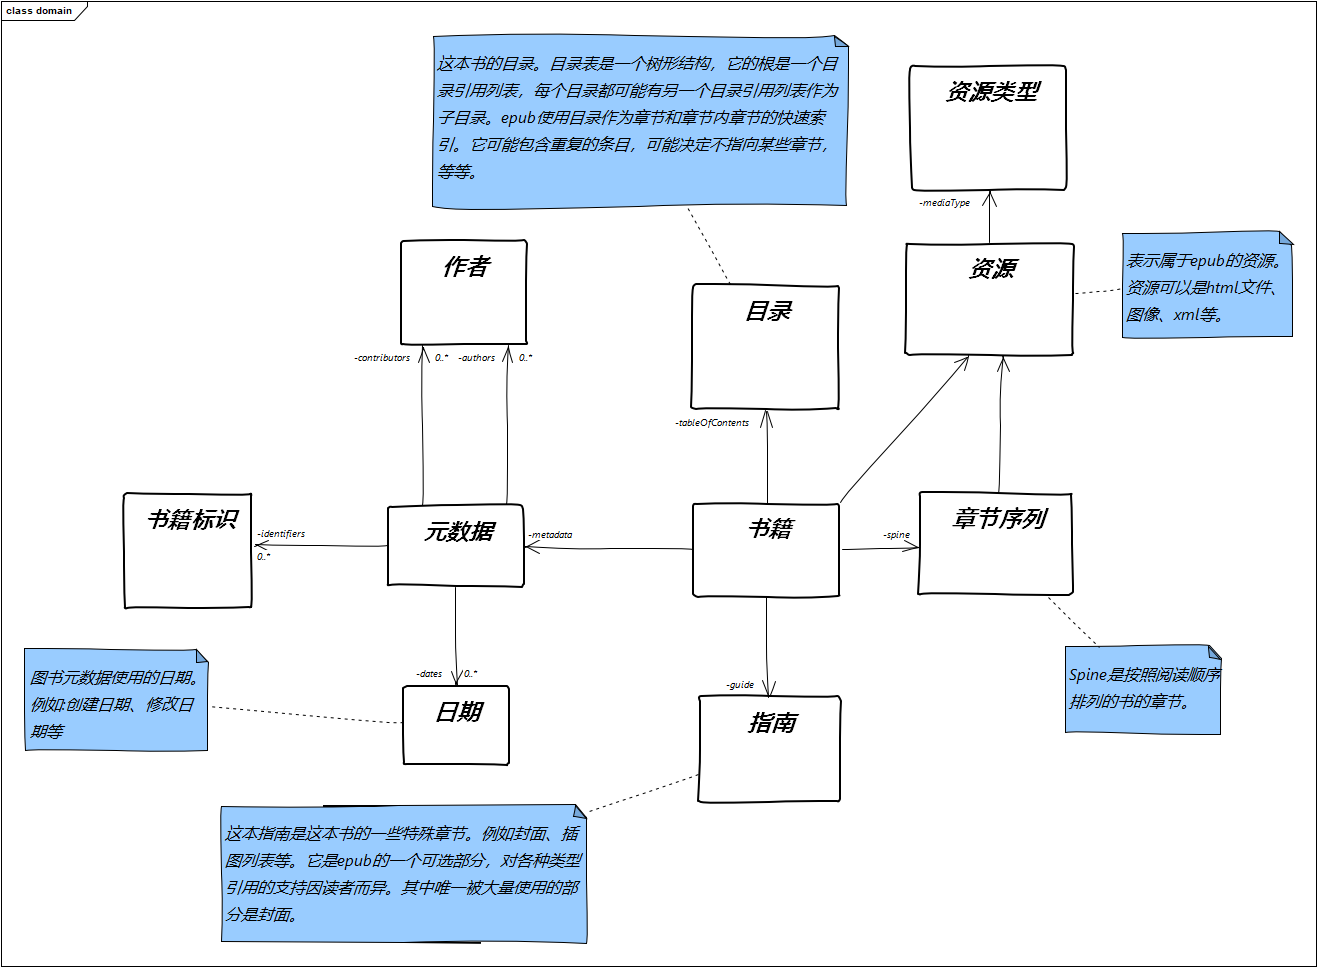 class domain
这本书的目录。目录表是一个树形结构，它的根是一个目
录引用列表，每个目录都可能有另一个目录引用列表作为
子目录。epub使用目录作为章节和章节内章节的快速索
引。它可能包含重复的条目，可能决定不指向某些章节，
等等。
资源类型
-mediaType
作者
目录
资源
表示属于epub的资源。
资源可以是html文件、
图像、xml等。
-contributors
0..*
-authors
0..*
-tableOfContents
书籍标识
-identifiers
0..*
元数据
-metadata
书籍
-spine
章节序列
图书元数据使用的日期。
例如:创建日期、修改日
期等
-dates
0..*
日期
-guide
指南
Spine是按照阅读顺序
排列的书的章节。
这本指南是这本书的一些特殊章节。例如封面、插
图列表等。它是epub的一个可选部分，对各种类型
引用的支持因读者而异。其中唯一被大量使用的部
分是封面。